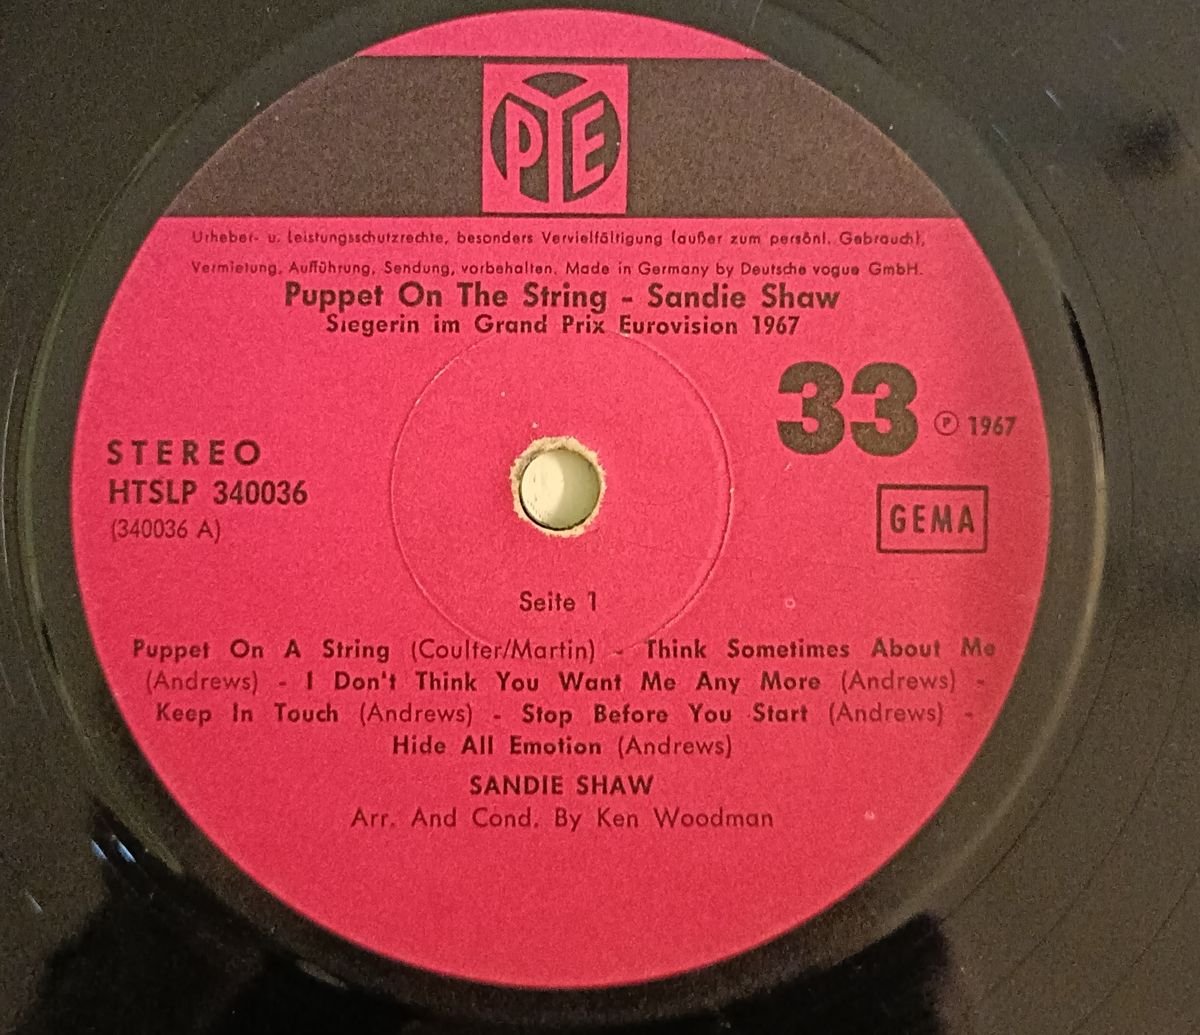 PYE
Urheber- u. Leistungsschutzrechte, besonders Vervielfältigung (außer zum persönl. Gebrauch),
Vermietung, Aufführung, Sendung, vorbehalten. Made in Germany by Deutsche vogue GmbH.
Puppet On The String - Sandie Shaw
Siegerin im Grand Prix Eurovision 1967
33 Ⓟ 1967
STEREO
HTSLP 340036
(340036 A)
GEMA
Seite 1
Puppet On A String (Coulfer/Martin) - Think Sometimes About Me
(Andrews) - I Don't Think You Want Me Any More (Andrews) -
Keep In Touch (Andrews) - Stop Before You Start (Andrews) -
Hide All Emotion (Andrews)
SANDIE SHAW
Arr. And Cond. By Ken Woodman